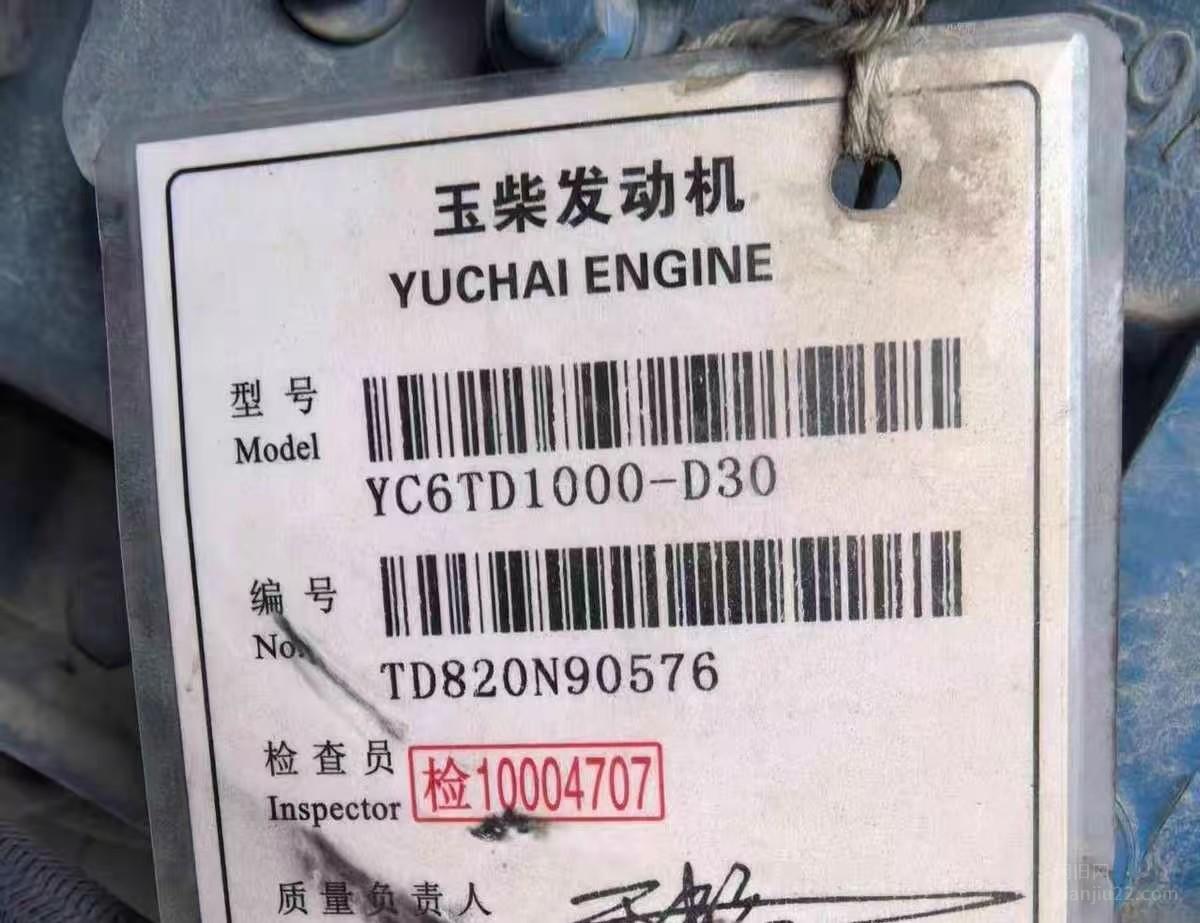 玉柴发动机
YUCHAI ENGINE
型号
Model
YC6TD1000-D30
编号
No.
TD820N90576
检查员
Inspector
检10004707
质量负责人